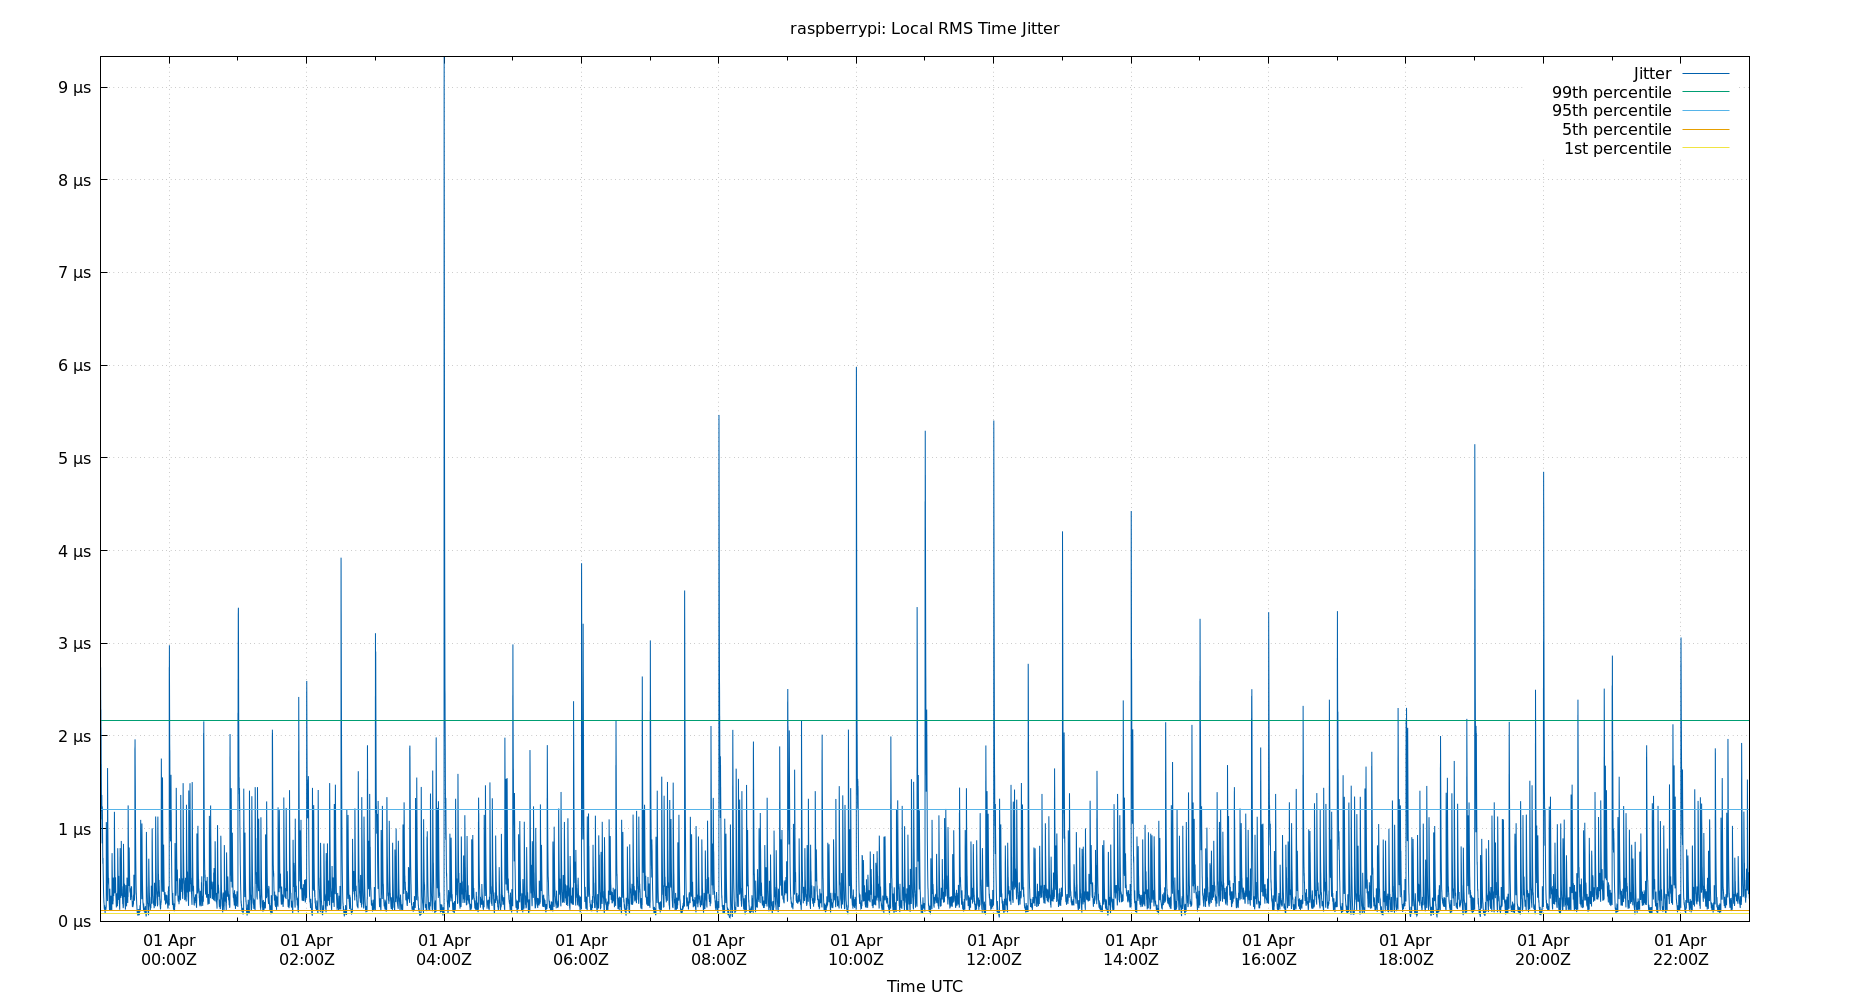 raspberrypi: Local RMS Time Jitter
Jitter
99th percentile
95th percentile
5th percentile
1st percentile
9 µs
8 µs
7 µs
6 µs
5 µs
4 µs
3 µs
2 µs
1 µs
0 µs
01 Apr 01 Apr 01 Apr 01 Apr 01 Apr 01 Apr 01 Apr 01 Apr 01 Apr 01 Apr 01 Apr 01 Apr
00:00Z 02:00Z 04:00Z 06:00Z 08:00Z 10:00Z 12:00Z 14:00Z 16:00Z 18:00Z 20:00Z 22:00Z
Time UTC